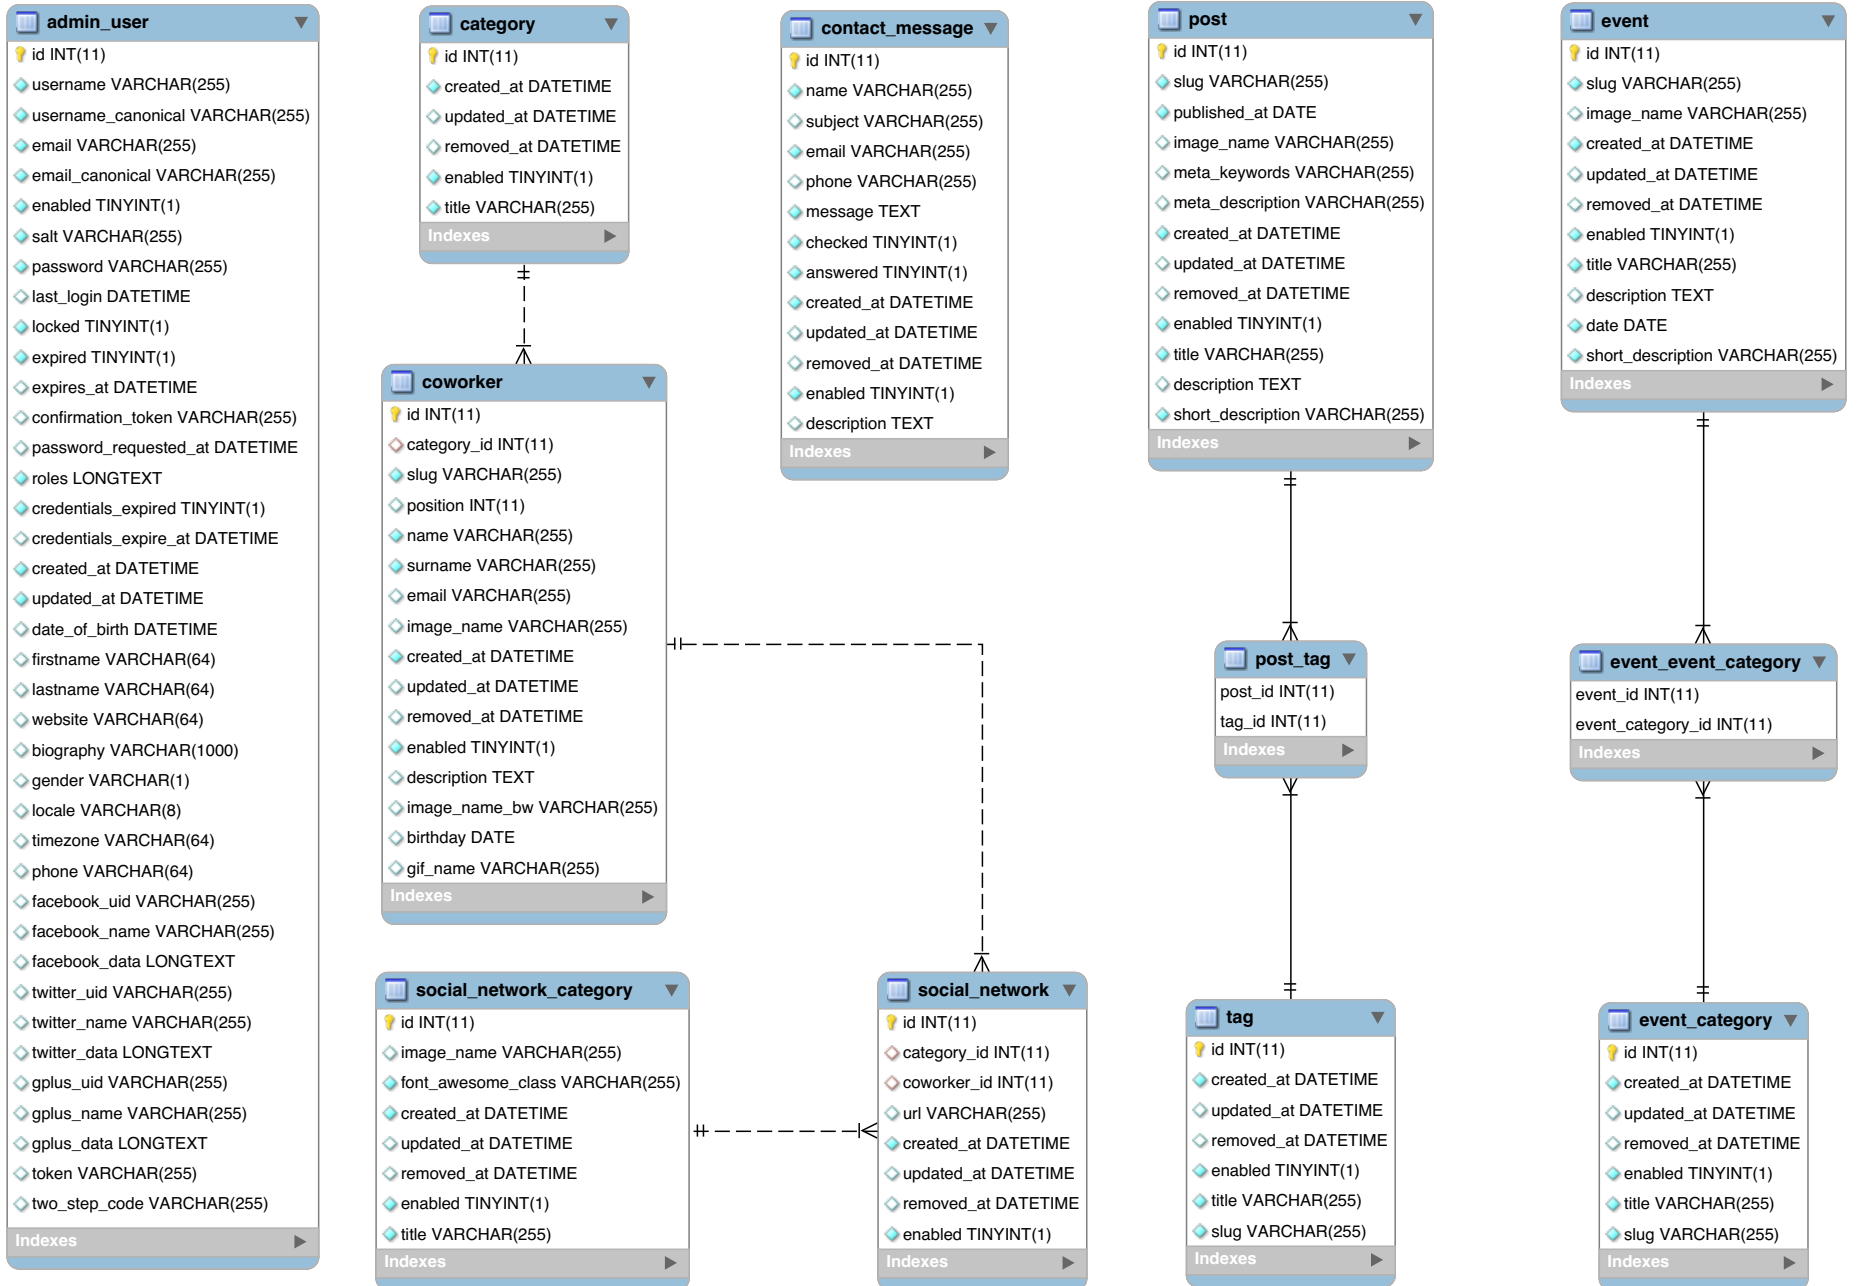 admin_user
id INT(11)
username VARCHAR(255)
username_canonical VARCHAR(255)
email VARCHAR(255)
email_canonical VARCHAR(255)
enabled TINYINT(1)
salt VARCHAR(255)
password VARCHAR(255)
last_login DATETIME
locked TINYINT(1)
expired TINYINT(1)
expires_at DATETIME
confirmation_token VARCHAR(255)
password_requested_at DATETIME
roles LONGTEXT
credentials_expired TINYINT(1)
credentials_expire_at DATETIME
created_at DATETIME
updated_at DATETIME
date_of_birth DATETIME
firstname VARCHAR(64)
lastname VARCHAR(64)
website VARCHAR(64)
biography VARCHAR(1000)
gender VARCHAR(1)
locale VARCHAR(8)
timezone VARCHAR(64)
phone VARCHAR(64)
facebook_uid VARCHAR(255)
facebook_name VARCHAR(255)
facebook_data LONGTEXT
twitter_uid VARCHAR(255)
twitter_name VARCHAR(255)
twitter_data LONGTEXT
gplus_uid VARCHAR(255)
gplus_name VARCHAR(255)
gplus_data LONGTEXT
token VARCHAR(255)
two_step_code VARCHAR(255)
Indexes
category
id INT(11)
created_at DATETIME
updated_at DATETIME
removed_at DATETIME
enabled TINYINT(1)
title VARCHAR(255)
Indexes
coworker
id INT(11)
category_id INT(11)
slug VARCHAR(255)
position INT(11)
name VARCHAR(255)
surname VARCHAR(255)
email VARCHAR(255)
image_name VARCHAR(255)
created_at DATETIME
updated_at DATETIME
removed_at DATETIME
enabled TINYINT(1)
description TEXT
image_name_bw VARCHAR(255)
birthday DATE
gif_name VARCHAR(255)
Indexes
social_network_category
id INT(11)
image_name VARCHAR(255)
font_awesome_class VARCHAR(255)
created_at DATETIME
updated_at DATETIME
removed_at DATETIME
enabled TINYINT(1)
title VARCHAR(255)
Indexes
contact_message
id INT(11)
name VARCHAR(255)
subject VARCHAR(255)
email VARCHAR(255)
phone VARCHAR(255)
message TEXT
checked TINYINT(1)
answered TINYINT(1)
created_at DATETIME
updated_at DATETIME
removed_at DATETIME
enabled TINYINT(1)
description TEXT
Indexes
social_network
id INT(11)
category_id INT(11)
coworker_id INT(11)
url VARCHAR(255)
created_at DATETIME
updated_at DATETIME
removed_at DATETIME
enabled TINYINT(1)
Indexes
post
id INT(11)
slug VARCHAR(255)
published_at DATE
image_name VARCHAR(255)
meta_keywords VARCHAR(255)
meta_description VARCHAR(255)
created_at DATETIME
updated_at DATETIME
removed_at DATETIME
enabled TINYINT(1)
title VARCHAR(255)
description TEXT
short_description VARCHAR(255)
Indexes
post_tag
post_id INT(11)
tag_id INT(11)
Indexes
tag
id INT(11)
created_at DATETIME
updated_at DATETIME
removed_at DATETIME
enabled TINYINT(1)
title VARCHAR(255)
slug VARCHAR(255)
Indexes
event
id INT(11)
slug VARCHAR(255)
image_name VARCHAR(255)
created_at DATETIME
updated_at DATETIME
removed_at DATETIME
enabled TINYINT(1)
title VARCHAR(255)
description TEXT
date DATE
short_description VARCHAR(255)
Indexes
event_event_category
event_id INT(11)
event_category_id INT(11)
Indexes
event_category
id INT(11)
created_at DATETIME
updated_at DATETIME
removed_at DATETIME
enabled TINYINT(1)
title VARCHAR(255)
slug VARCHAR(255)
Indexes